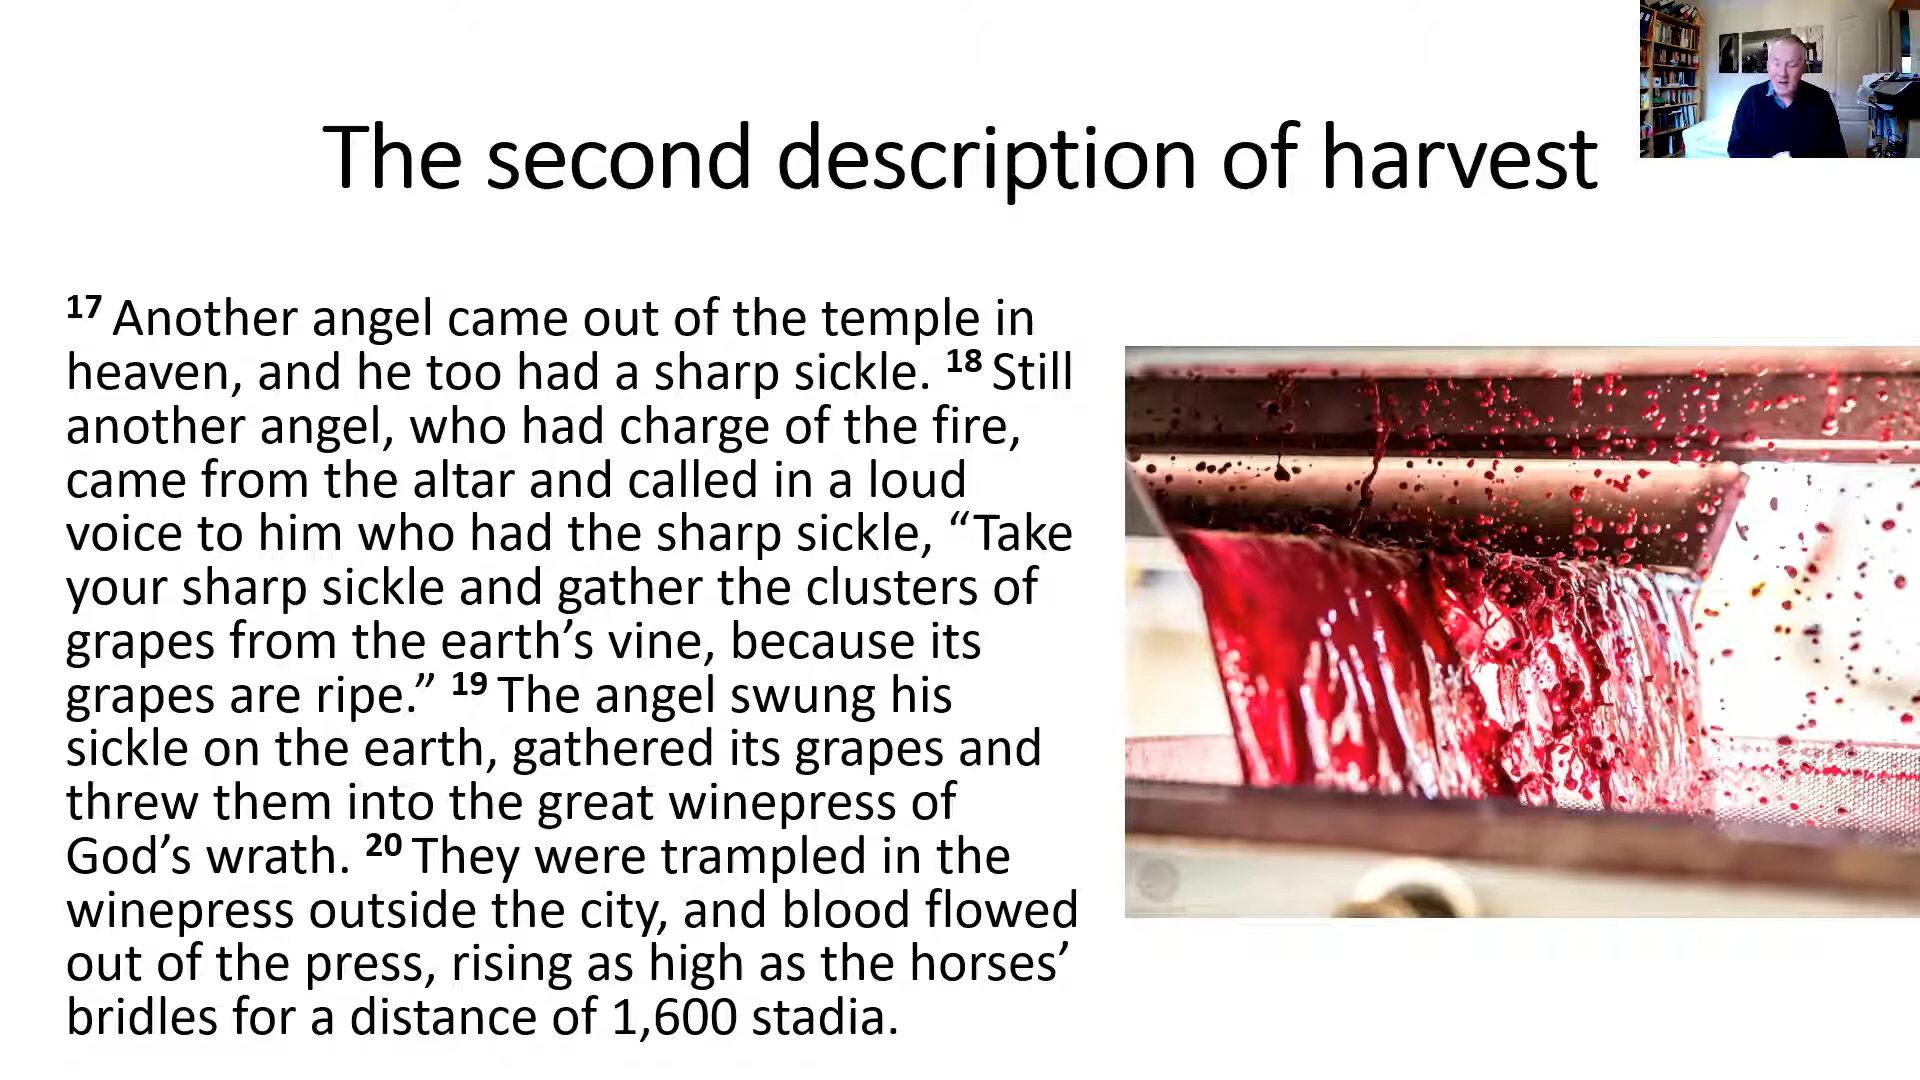 The second description of harvest
17 Another angel came out of the temple in
heaven, and he too had a sharp sickle. 18 Still
another angel, who had charge of the fire,
came from the altar and called in a loud
voice to him who had the sharp sickle, “Take
your sharp sickle and gather the clusters of
grapes from the earth’s vine, because its
grapes are ripe.” 19 The angel swung his
sickle on the earth, gathered its grapes and
threw them into the great winepress of
God’s wrath. 20 They were trampled in the
winepress outside the city, and blood flowed
out of the press, rising as high as the horses’
bridles for a distance of 1,600 stadia.